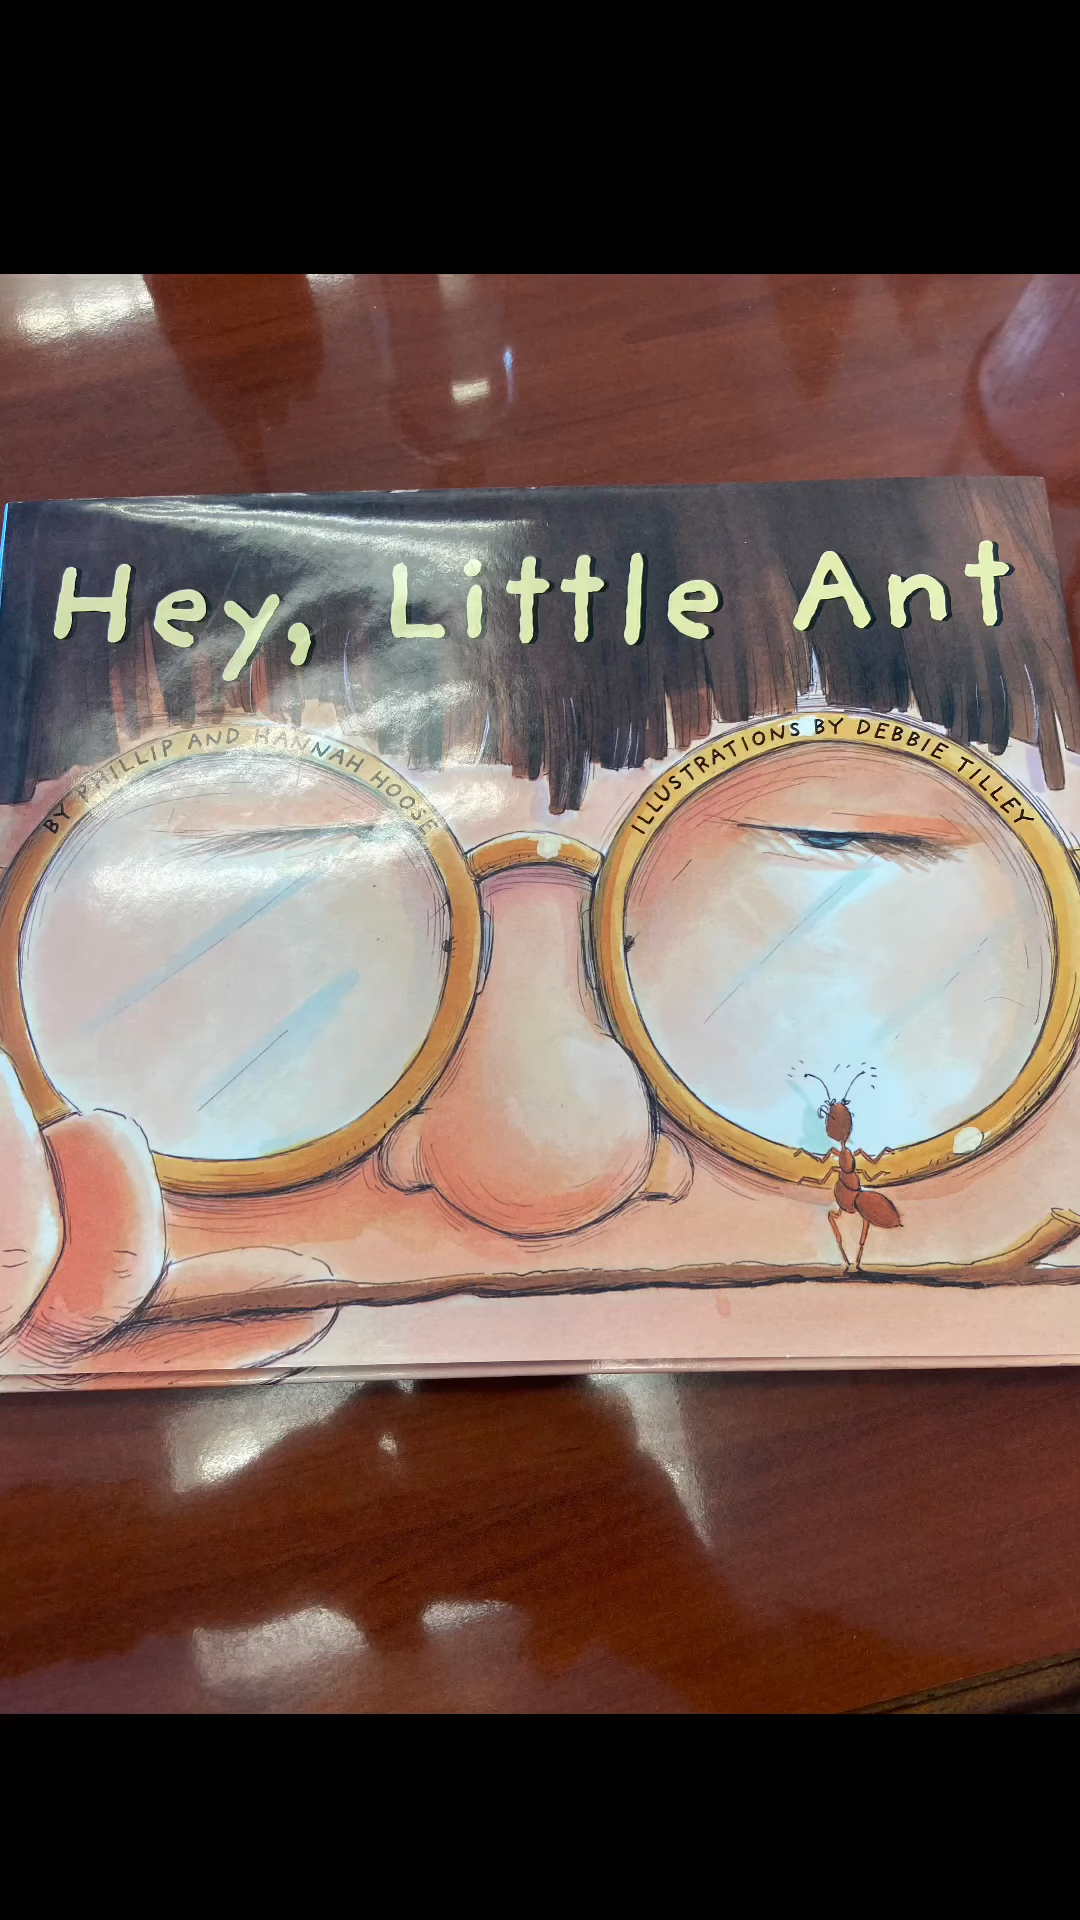 Hey, Little Ant
BY PHILLIP AND HANNAH HOOSE
ILLUSTRATIONS BY DEBBIE TILLEY